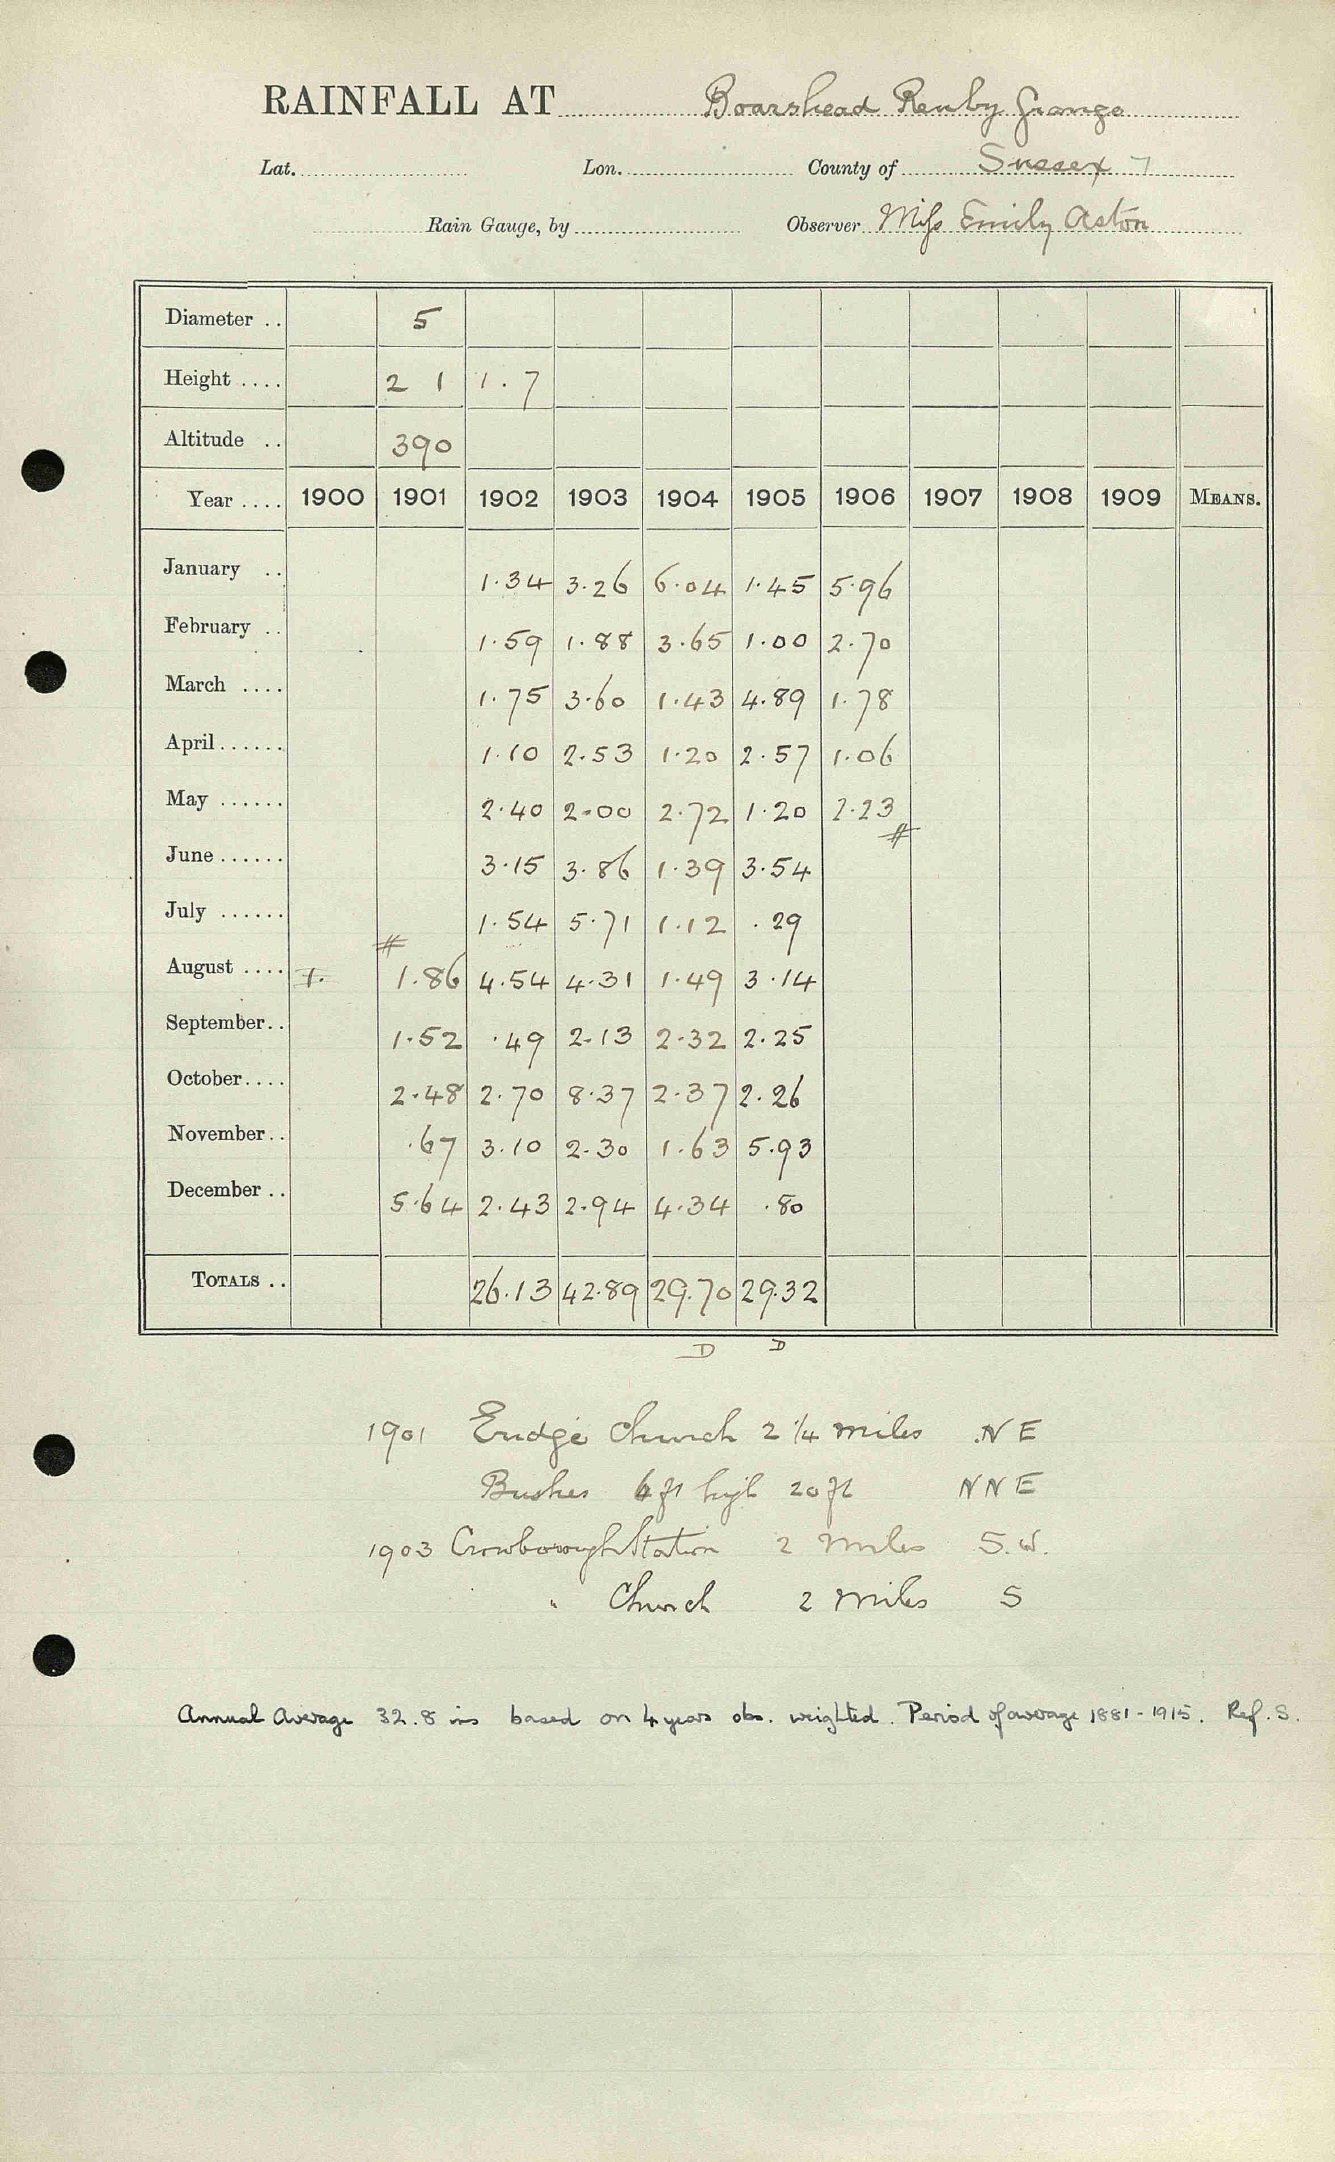 RAINFALL AT Boarshead Renby Grange
Lat. Lon. County of Sussex 7
Rain Gauge, by Observer Miss Emily Aston
Diameter .. 5
Height .... 2 1 1.7
Altitude .. 390
Year .... 1900 1901 1902 1903 1904 1905 1906 1907 1908 1909 MEANS.
January .. 1.34 3.26 6.04 1.45 5.96
February .. 1.59 1.88 3.65 1.00 2.70
March .... 1.75 3.60 1.43 4.89 1.78
April ...... 1.10 2.53 1.20 2.57 1.06
May ...... 2.40 2.00 2.72 1.20 2.23
June ...... 3.15 3.86 1.39 3.54 #
July ...... 1.54 5.71 1.12 .29
August .... 1. # 1.86 4.54 4.31 1.49 3.14
September.. 1.52 .49 2.13 2.32 2.25
October.... 2.48 2.70 8.37 2.37 2.26
November.. .67 3.10 2.30 1.63 5.93
December .. 5.64 2.43 2.94 4.34 .80
TOTALS .. 26.13 42.89 29.70 29.32
D D
1901 Eridge Church 2 1/4 miles NE
Bushes 6 ft high 20 ft NNE
1903 Crowborough Station 2 miles S.W.
" Church 2 miles S
Annual Average 32.8 ins based on 4 years obs. weighted. Period of average 1881-1915. Ref. S.